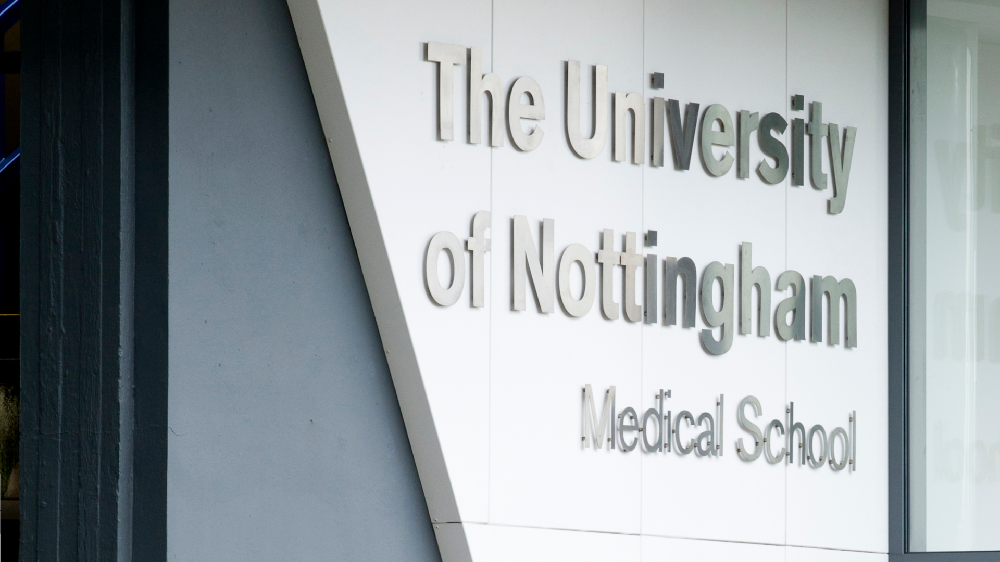 The University
of Nottingham
Medical School